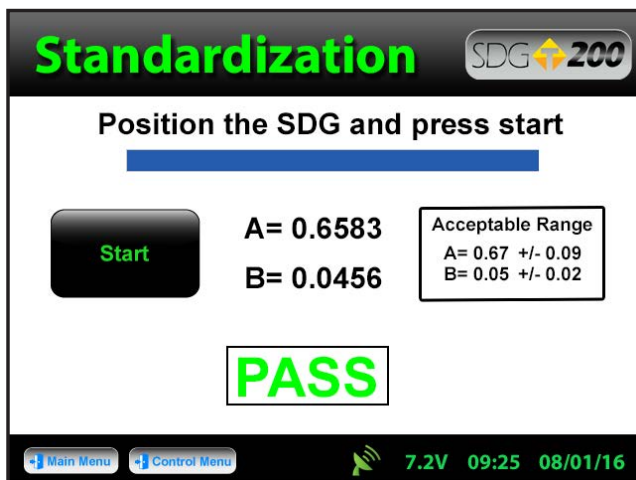 Standardization
SDG 200
Position the SDG and press start
Start
A= 0.6583
B= 0.0456
Acceptable Range
A= 0.67 +/- 0.09
B= 0.05 +/- 0.02
PASS
Main Menu
Control Menu
7.2V 09:25 08/01/16